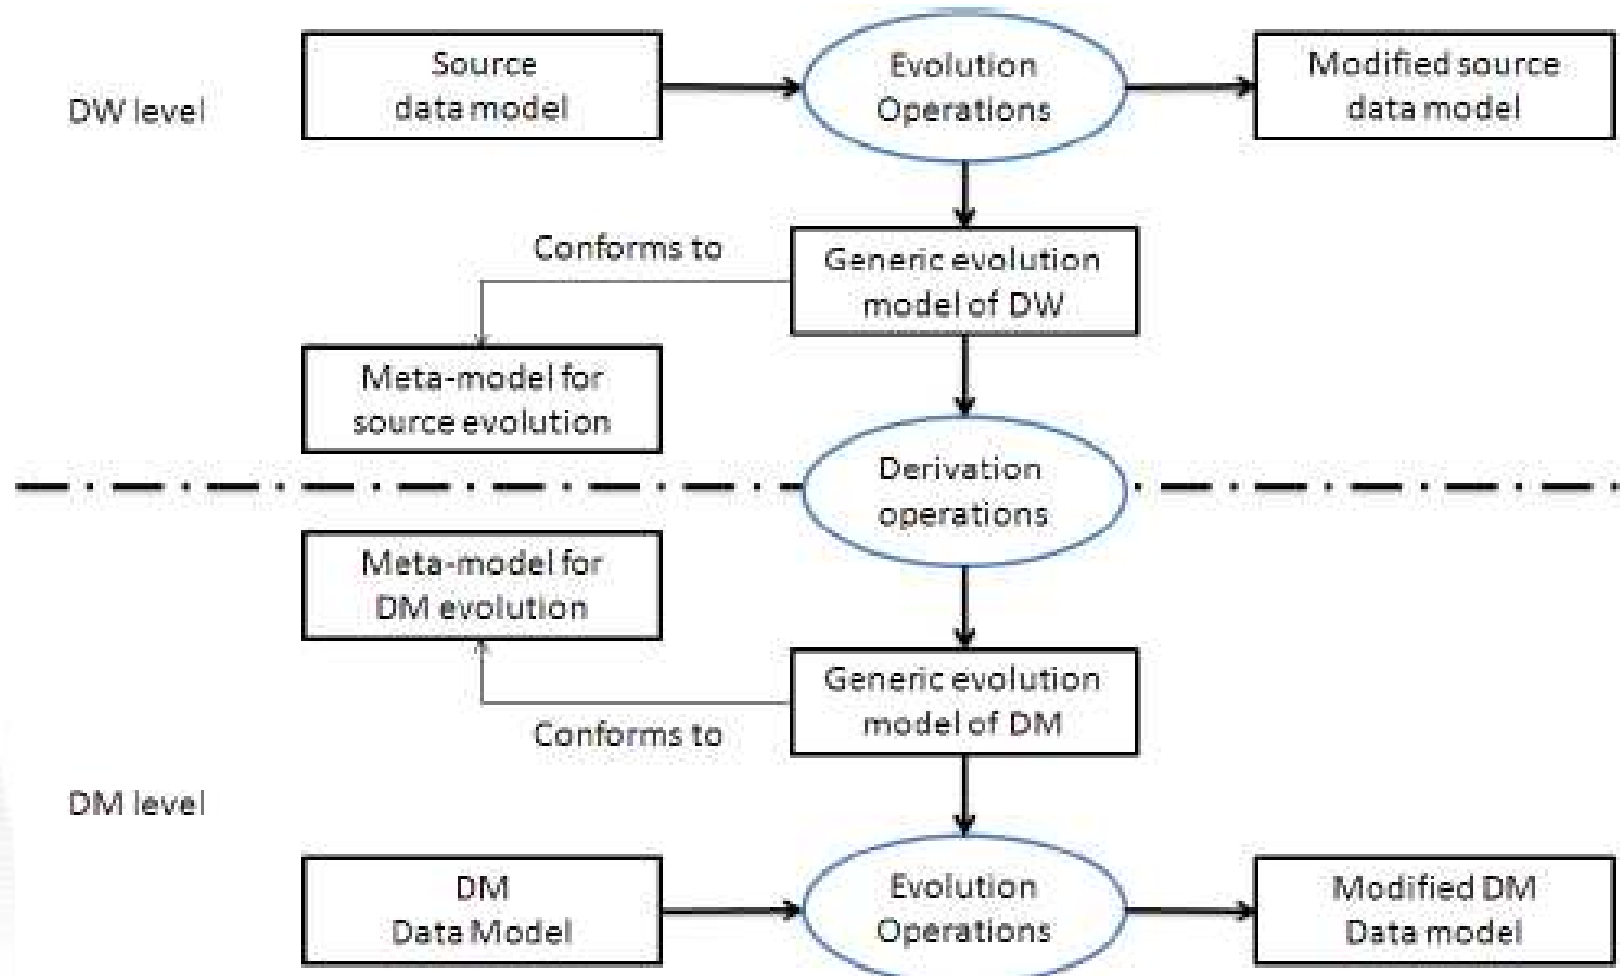 Source
data model
Evolution
Operations
Modified source
data model
DW level
Conforms to
Generic evolution
model of DW
Meta-model for
source evolution
Derivation
operations
Meta-model for
DM evolution
Generic evolution
model of DM
Conforms to
DM level
DM
Data Model
Evolution
Operations
Modified DM
Data model